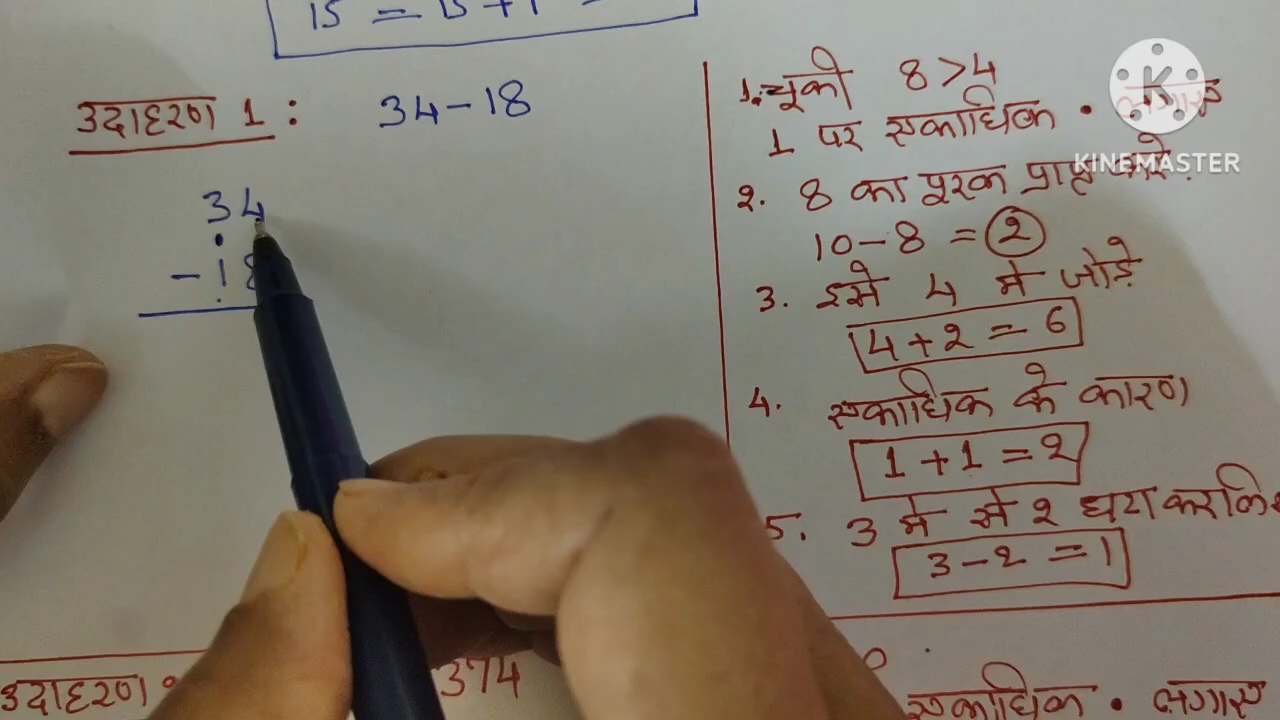 15 = 15 + 1 =
उदाहरण 1 : 34 - 18
34
- 18
1. चूकी 8 > 4
1 पर एकाधिक • लगाए
2. 8 का पूरक प्राप्त करे.
10 - 8 = 2
3. इसे 4 मे जोड़े
4 + 2 = 6
4. एकाधिक के कारण
1 + 1 = 2
5. 3 मे से 2 घटाकर लि
3 - 2 = 1
उदाहरण 374
एकाधिक • लगाए
K
KINEMASTER